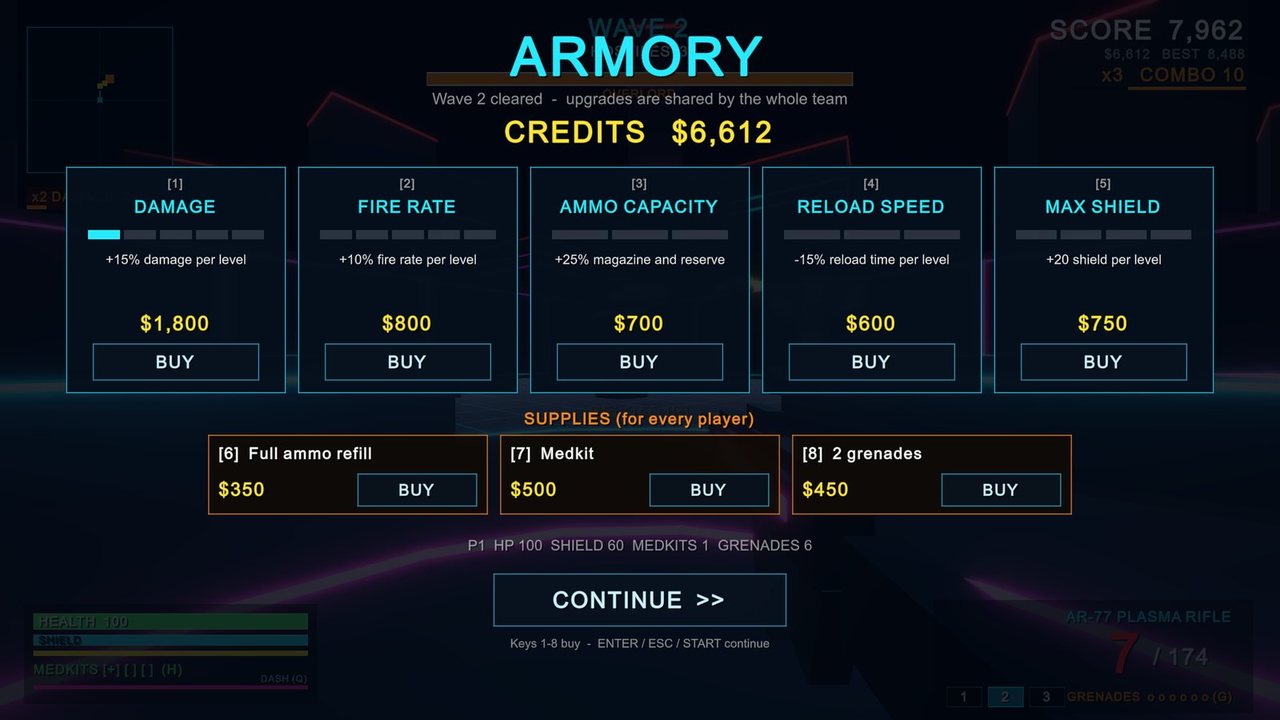 WAVE 2
SCORE 7,962
$6,612 BEST 8,488
x3 COMBO 10
ARMORY
OVERLORD
Wave 2 cleared - upgrades are shared by the whole team
CREDITS $6,612
x2
[1]
DAMAGE
+15% damage per level
$1,800
BUY
[2]
FIRE RATE
+10% fire rate per level
$800
BUY
[3]
AMMO CAPACITY
+25% magazine and reserve
$700
BUY
[4]
RELOAD SPEED
-15% reload time per level
$600
BUY
[5]
MAX SHIELD
+20 shield per level
$750
BUY
SUPPLIES (for every player)
[6] Full ammo refill
$350
BUY
[7] Medkit
$500
BUY
[8] 2 grenades
$450
BUY
P1 HP 100 SHIELD 60 MEDKITS 1 GRENADES 6
CONTINUE >>
Keys 1-8 buy - ENTER / ESC / START continue
HEALTH 100
SHIELD
MEDKITS [+] [ ] [ ] (H)
DASH (Q)
AR-77 PLASMA RIFLE
7 / 174
1 2 3 GRENADES o o o o o o (G)